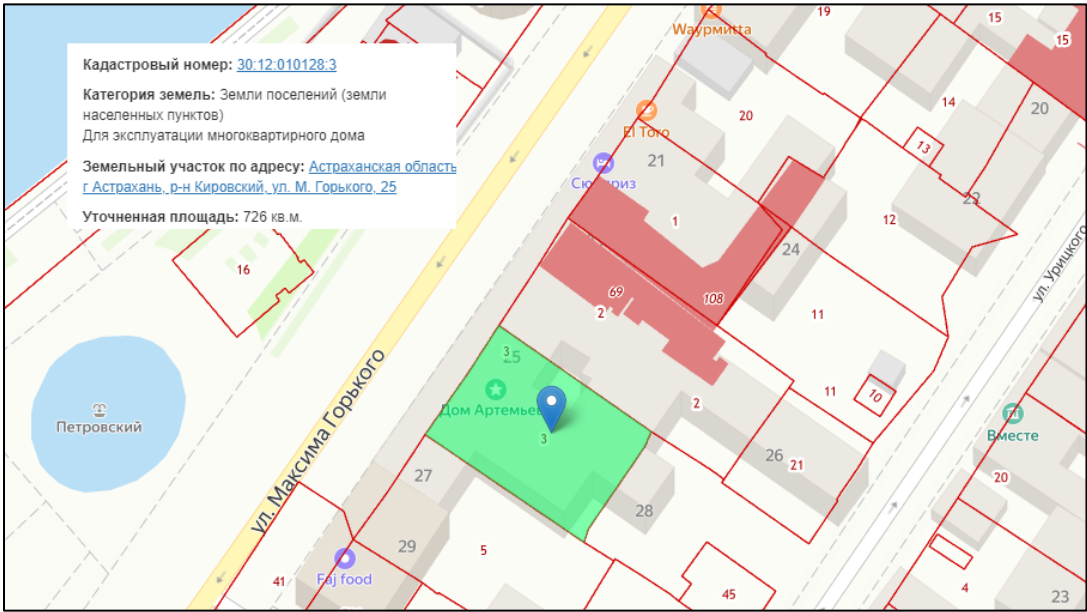 Кадастровый номер: 30:12:010128:3
Категория земель: Земли поселений (земли
населенных пунктов)
Для эксплуатации многоквартирного дома
Земельный участок по адресу: Астраханская область
г Астрахань, р-н Кировский, ул. М. Горького, 25
Уточненная площадь: 726 кв.м.
Waypmитta
19
15
15
20
14
El Toro
20
13
21
22
12
1
24
16
69
108
2
11
ул. Урицкого
3
25
11
10
Дом Артемьев
3
2
Петровский
ул. Максима Горького
Вместе
26
21
27
20
28
29
5
Faj food
41
45
4
23